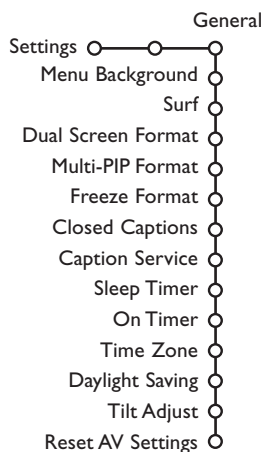 General
Settings
Menu Background
Surf
Dual Screen Format
Multi-PIP Format
Freeze Format
Closed Captions
Caption Service
Sleep Timer
On Timer
Time Zone
Daylight Saving
Tilt Adjust
Reset AV Settings